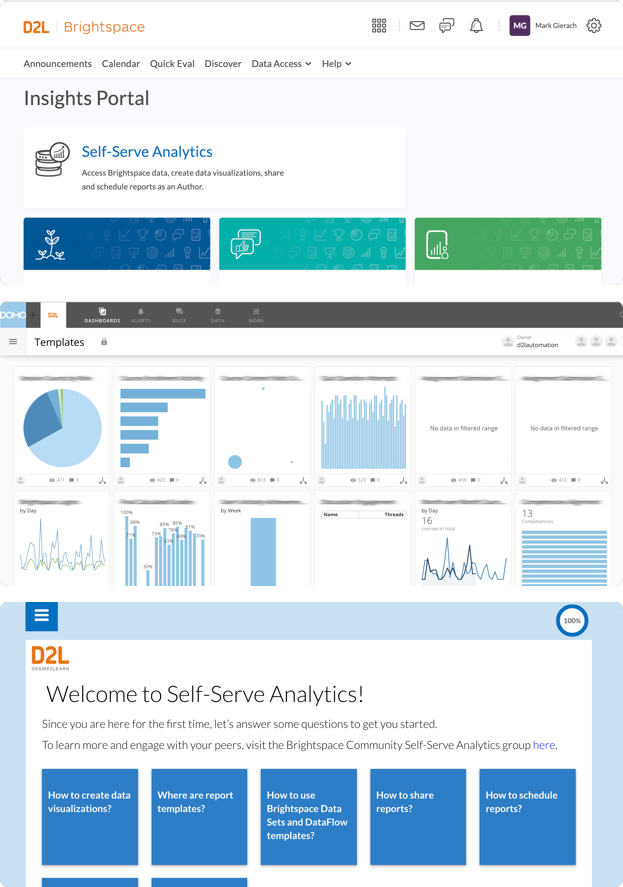 D2L Brightspace
MG Mark Gierach
Announcements Calendar Quick Eval Discover Data Access Help
Insights Portal
Self-Serve Analytics
Access Brightspace data, create data visualizations, share
and schedule reports as an Author.
DOMO + D2L
DASHBOARDS ALERTS BUZZ DATA MORE
Templates
Owner
d2lautomation
No data in filtered range
No data in filtered range
471 0
423 0
813 0
523 0
459 0
412 0
by Day
100%
88%
71%
30%
73%
85%
63%
78%
86%
69%
81%
70%
by Week
Name Threads
by Day
16
courses in total
13
Competencies
100%
D2L
DESIRE2LEARN
Welcome to Self-Serve Analytics!
Since you are here for the first time, let's answer some questions to get you started.
To learn more and engage with your peers, visit the Brightspace Community Self-Serve Analytics group here.
How to create data
visualizations?
Where are report
templates?
How to use
Brightspace Data
Sets and DataFlow
templates?
How to share
reports?
How to schedule
reports?